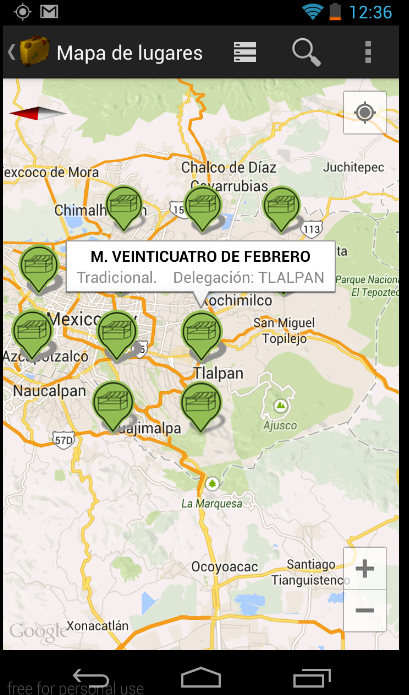 12:36
Mapa de lugares
Chalco de Díaz
Covarrubias
Juchitepec
excoco de Mora
Chimalh
113
M. VEINTICUATRO DE FEBRERO
Tradicional. Delegación: TLALPAN
Parque Nacional
El Tepozte
ochimilco
Mexico
San Miguel
Topilejo
Azc otzalco
Tlalpan
Naucalpan
Ajusco
57D
ajimalpa
La Marquesa
Ocoyoacac
Santiago
Tianguistenco
Xonacatlán
Google
free for personal use